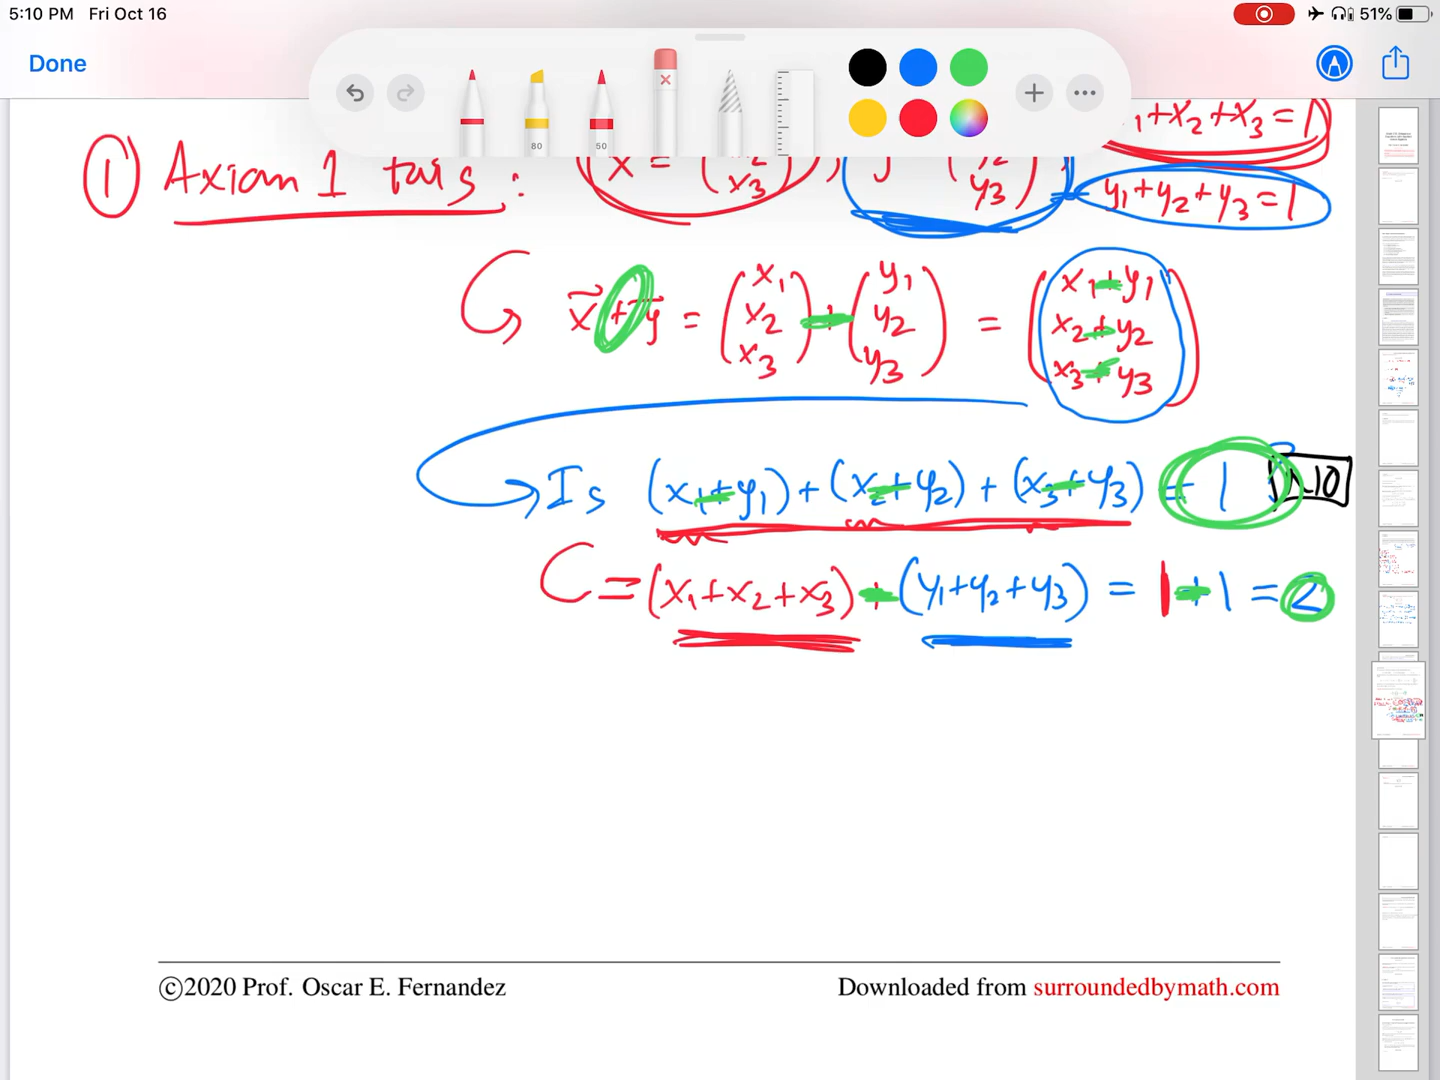 5:10 PM Fri Oct 16
51%
Done
80
50
1+x2+x3=1
① Axiom 1 fails:
x3
y3
y1+y2+y3=1
x+y = (x1 x2 x3) + (y1 y2 y3) = (x1+y1 x2+y2 x3+y3)
Is (x1+y1)+(x2+y2)+(x3+y3) = 1
10
=(x1+x2+x3)+(y1+y2+y3) = 1+1=2
©2020 Prof. Oscar E. Fernandez
Downloaded from surroundedbymath.com